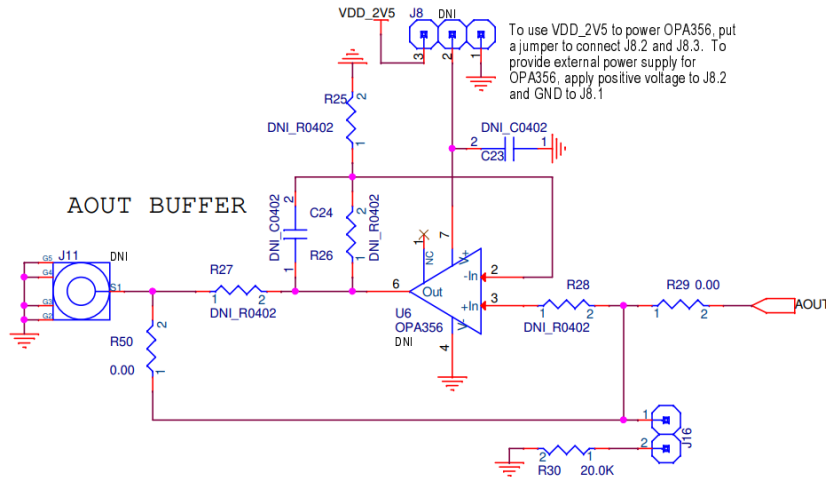 VDD_2V5
J8
DNI
To use VDD_2V5 to power OPA356, put
a jumper to connect J8.2 and J8.3. To
provide external power supply for
OPA356, apply positive voltage to J8.2
and GND to J8.1
3
2
1
R25
2
DNI_R0402
1
DNI_C0402
2
1
C23
AOUT BUFFER
DNI_C0402
2
C24
1
2
R26
1
DNI_R0402
1
NC
7
V+
2
-In
6
Out
+In
3
U6
OPA356
DNI
V-
4
J11
DNI
G5
G4
G3
G2
S1
R27
1
2
DNI_R0402
R28
1
2
DNI_R0402
R29 0.00
1
2
AOUT
R50
2
0.00
1
1
2
J16
2
1
R30
20.0K